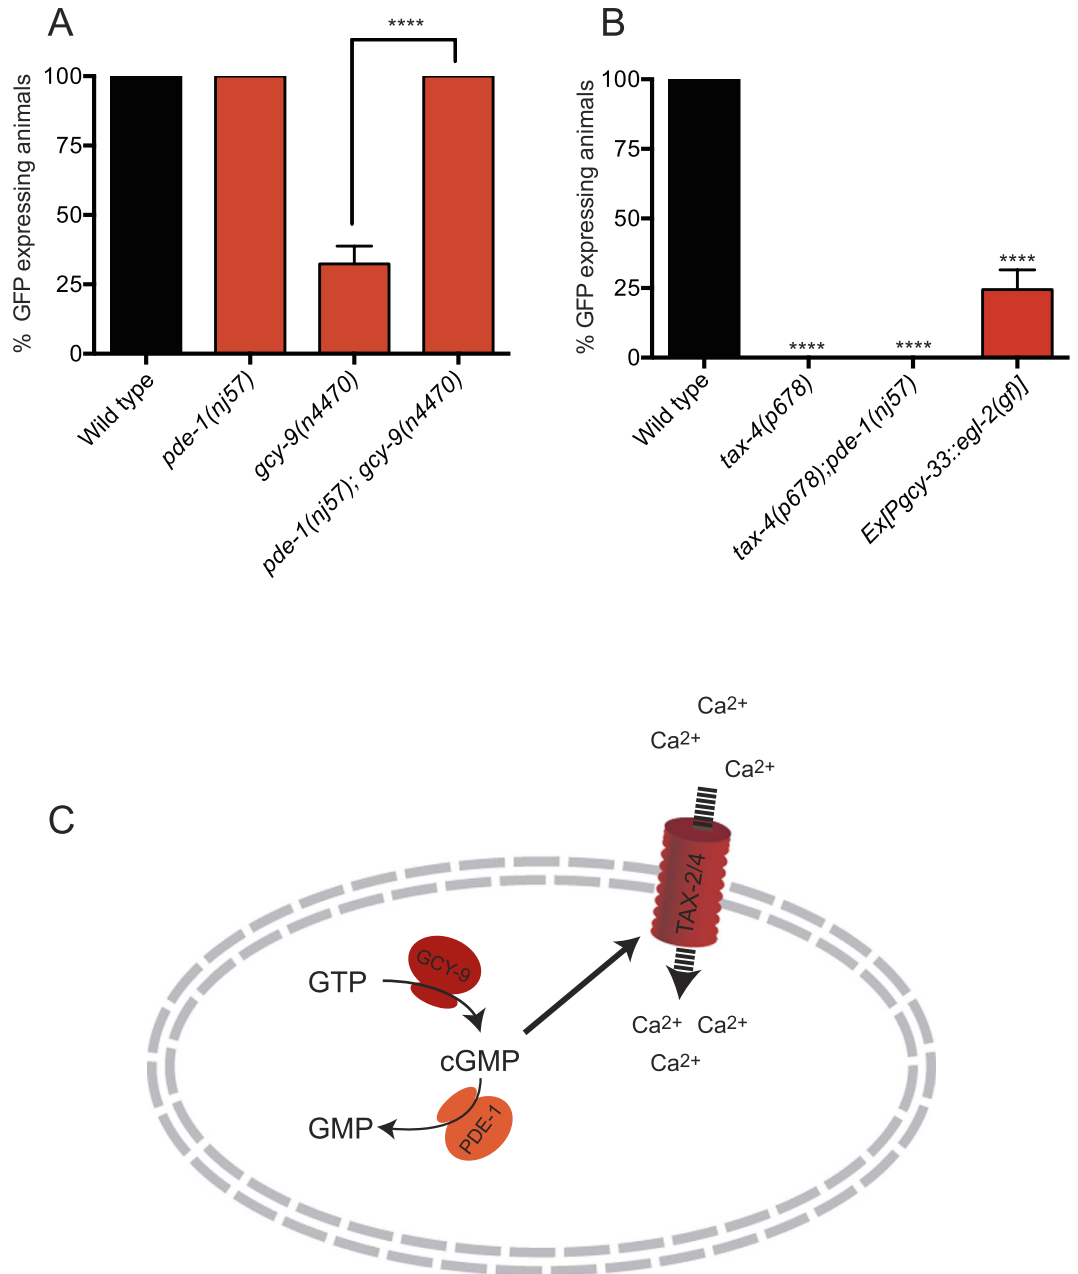 A
% GFP expressing animals
100
75
50
25
0
****
Wild type
pde-1(nj57)
gcy-9(n4470)
pde-1(nj57); gcy-9(n4470)
B
% GFP expressing animals
100
75
50
25
0
****
****
****
Wild type
tax-4(p678)
tax-4(p678);pde-1(nj57)
Ex[Pgcy-33::egl-2(gf)]
C
Ca2+
Ca2+
Ca2+
TAX-2/4
GCY-9
GTP
Ca2+ Ca2+
Ca2+
cGMP
PDE-1
GMP